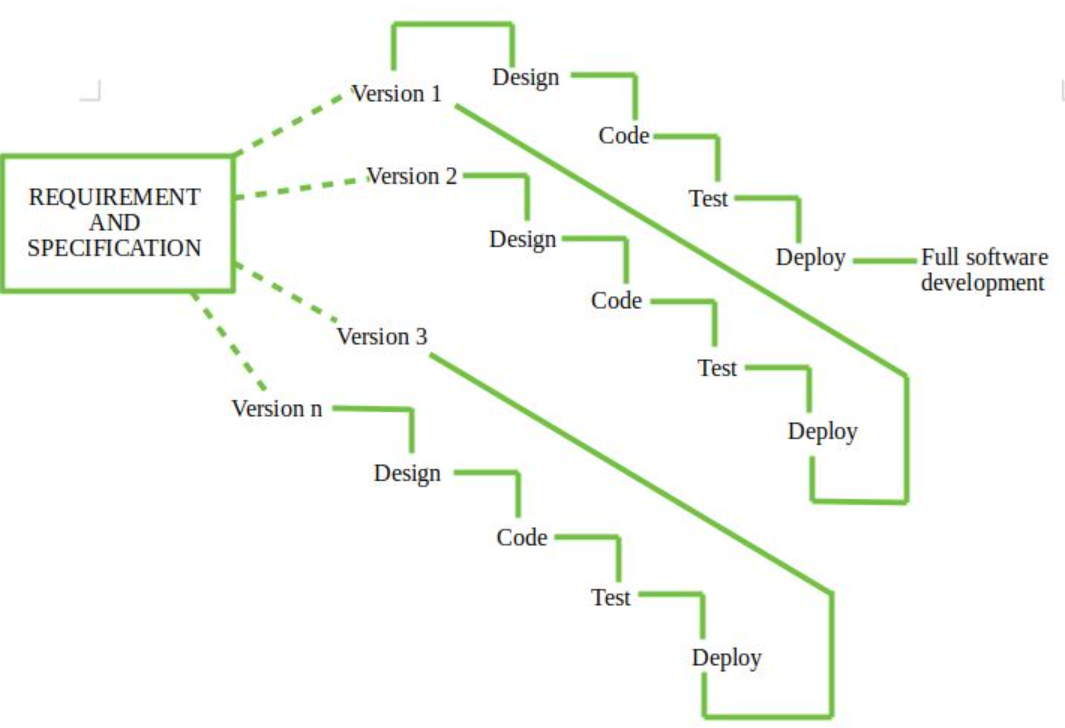 REQUIREMENT
AND
SPECIFICATION
Version 1
Design
Code
Test
Deploy
Full software
development
Version 2
Design
Code
Test
Deploy
Version 3
Version n
Design
Code
Test
Deploy